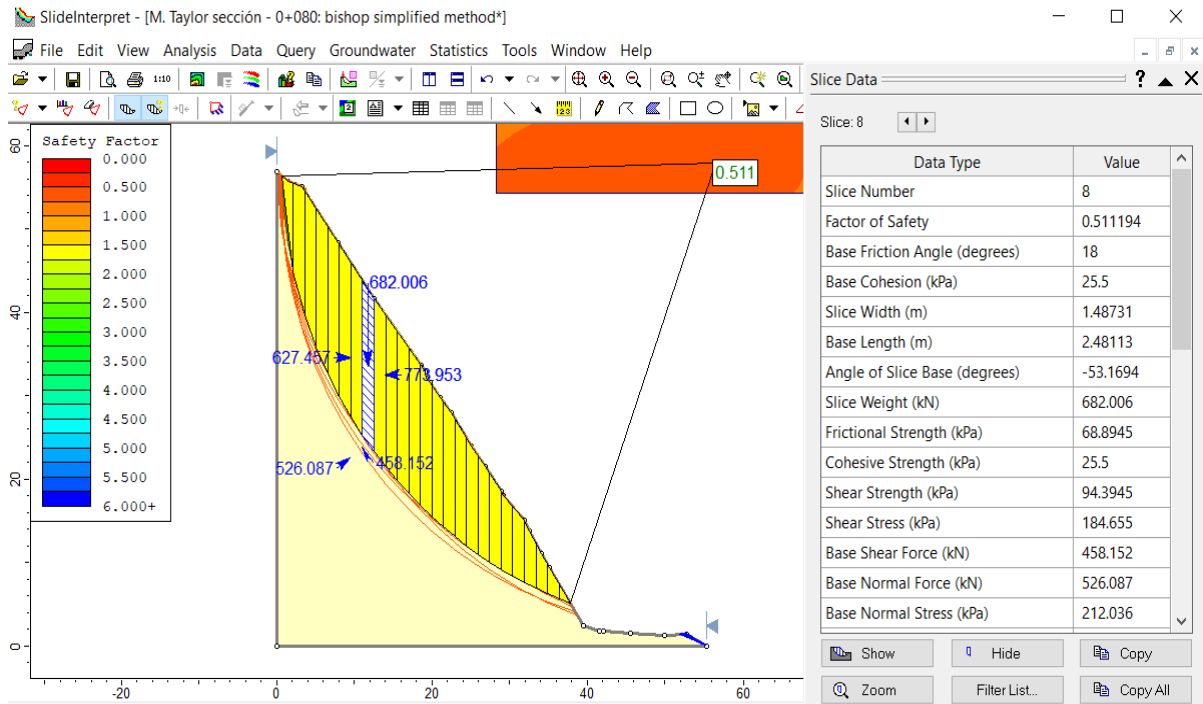 SlideInterpret - [M. Taylor sección - 0+080: bishop simplified method*]
File Edit View Analysis Data Query Groundwater Statistics Tools Window Help
1:10
Slice Data
?
Slice: 8
Data Type Value
Slice Number 8
Factor of Safety 0.511194
Base Friction Angle (degrees) 18
Base Cohesion (kPa) 25.5
Slice Width (m) 1.48731
Base Length (m) 2.48113
Angle of Slice Base (degrees) -53.1694
Slice Weight (kN) 682.006
Frictional Strength (kPa) 68.8945
Cohesive Strength (kPa) 25.5
Shear Strength (kPa) 94.3945
Shear Stress (kPa) 184.655
Base Shear Force (kN) 458.152
Base Normal Force (kN) 526.087
Base Normal Stress (kPa) 212.036
Show Hide Copy
Zoom Filter List... Copy All
Safety Factor
0.000
0.500
1.000
1.500
2.000
2.500
3.000
3.500
4.000
4.500
5.000
5.500
6.000+
0.511
682.006
627.457
773.953
526.087
458.152
60
40
20
0
-20 0 20 40 60